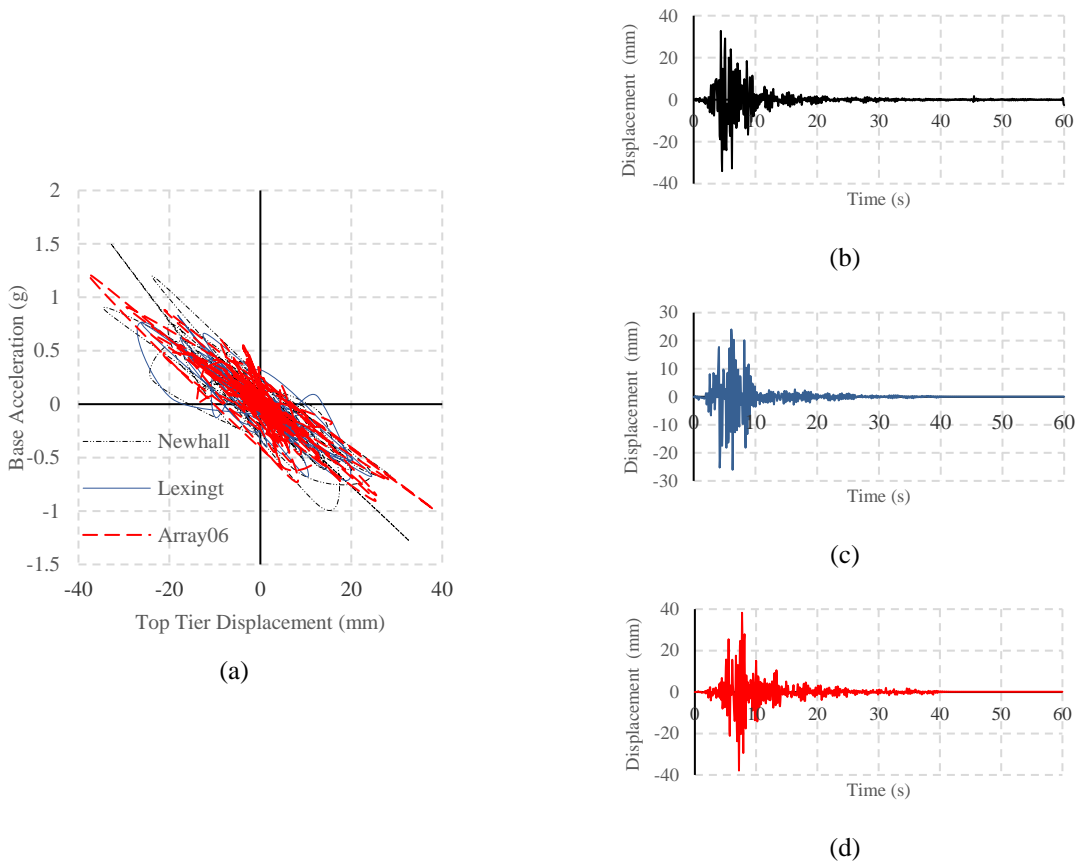 2
1.5
1
0.5
0
-0.5
-1
-1.5
-40 -20 0 20 40
Base Acceleration (g)
Top Tier Displacement (mm)
Newhall
Lexingt
Array06
(a)
40
20
0
-20
-40
0 10 20 30 40 50 60
Displacement (mm)
Time (s)
(b)
30
20
10
0
-10
-20
-30
0 10 20 30 40 50 60
Displacement (mm)
Time (s)
(c)
40
20
0
-20
-40
0 10 20 30 40 50 60
Displacement (mm)
Time (s)
(d)